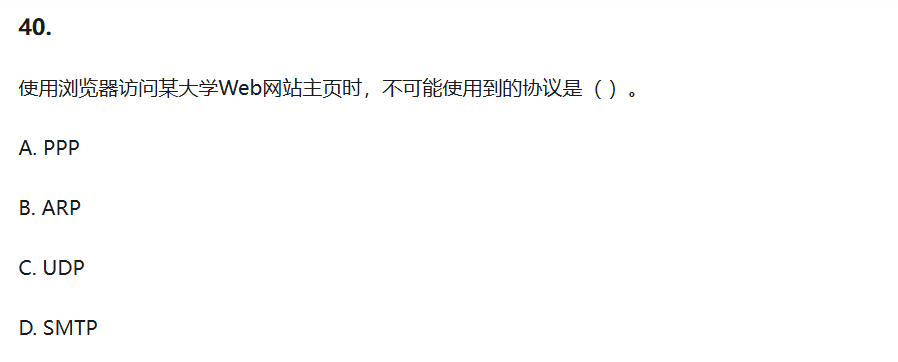 40.
使用浏览器访问某大学Web网站主页时，不可能使用到的协议是（ ）。
A. PPP
B. ARP
C. UDP
D. SMTP